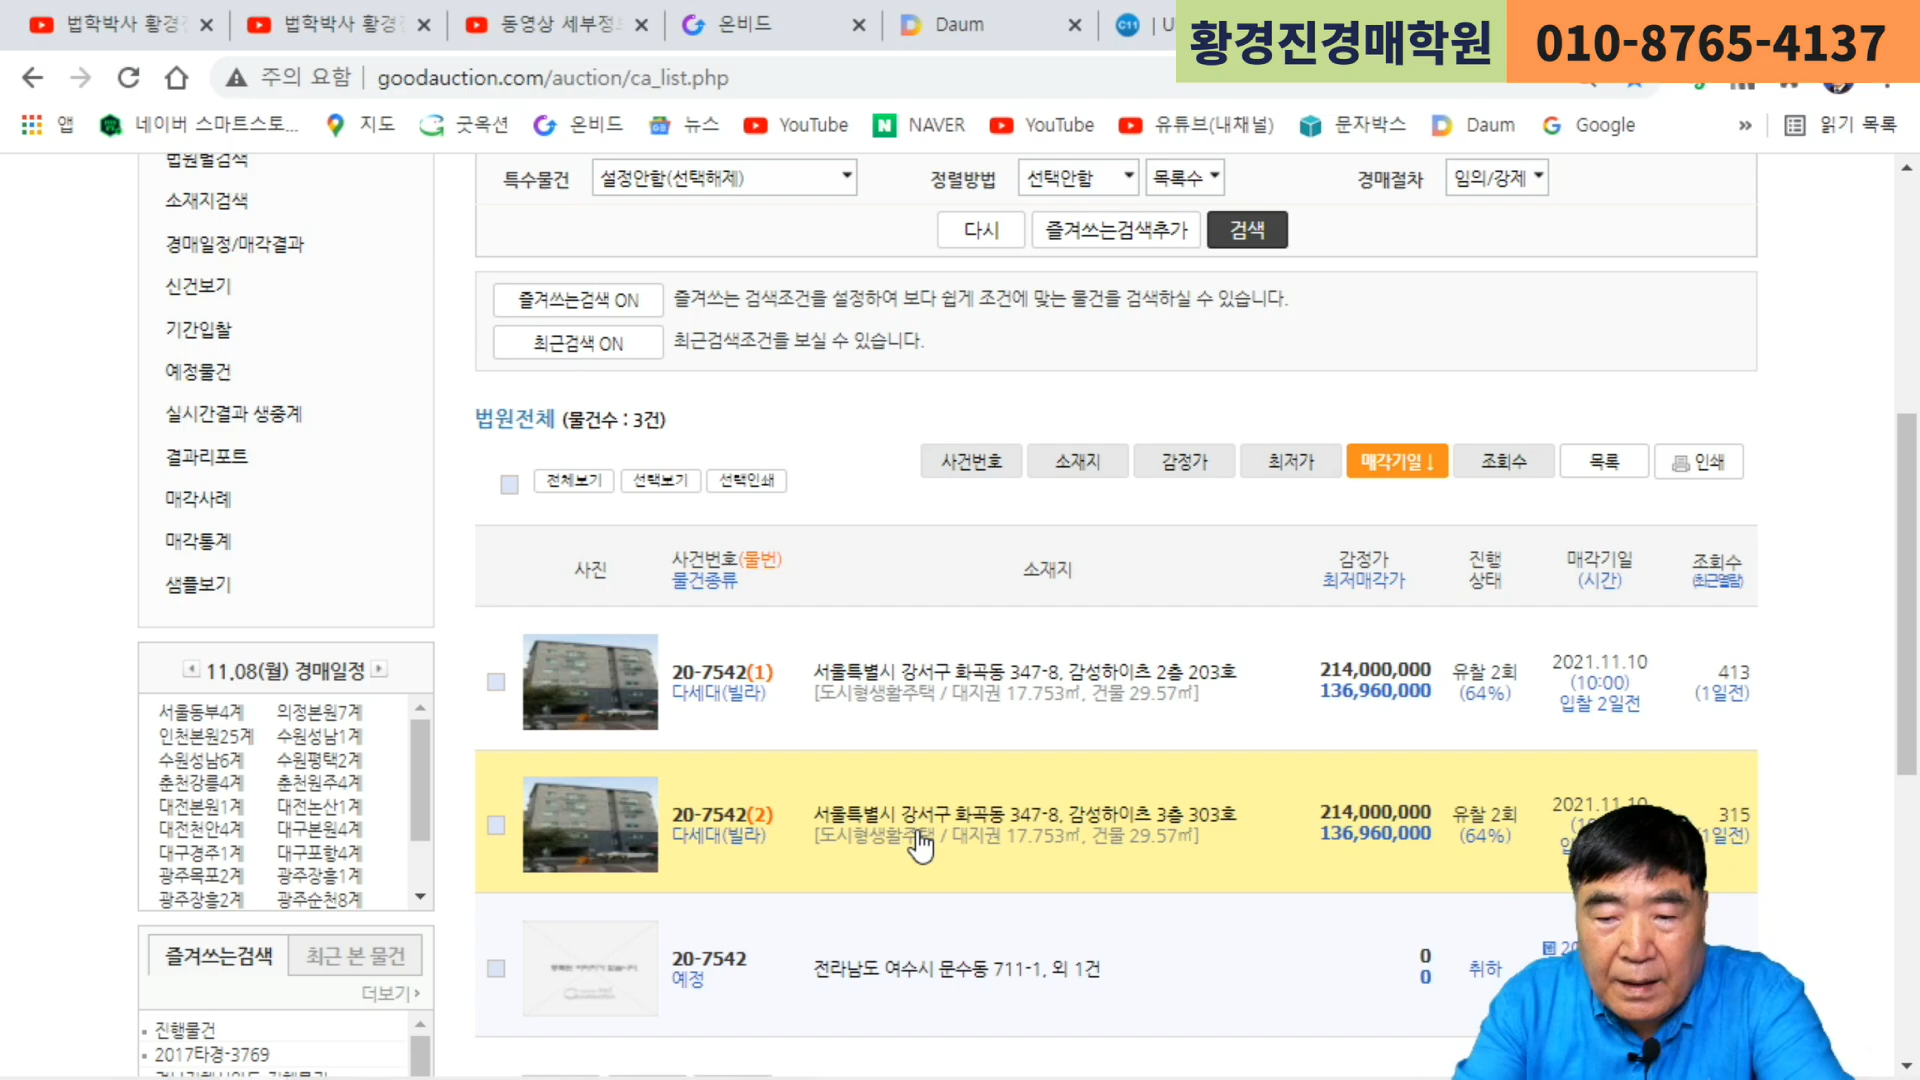 법학박사 황경진
법학박사 황경진
동영상 세부정보
온비드
Daum
황경진경매학원
010-8765-4137
주의 요함
goodauction.com/auction/ca_list.php
앱
네이버 스마트스토...
지도
굿옥션
온비드
뉴스
YouTube
NAVER
YouTube
유튜브(내채널)
문자박스
Daum
Google
»
읽기 목록
법원별검색
소재지검색
경매일정/매각결과
신건보기
기간입찰
예정물건
실시간결과 생중계
결과리포트
매각사례
매각통계
샘플보기
특수물건
설정안함(선택해제)
정렬방법
선택안함
목록수
경매절차
임의/강제
다시
즐겨쓰는검색추가
검색
즐겨쓰는검색 ON
즐겨쓰는 검색조건을 설정하여 보다 쉽게 조건에 맞는 물건을 검색하실 수 있습니다.
최근검색 ON
최근검색조건을 보실 수 있습니다.
법원전체 (물건수 : 3건)
사건번호
소재지
감정가
최저가
매각기일↓
조회수
목록
인쇄
전체보기
선택보기
선택인쇄
사진
사건번호(물번)
물건종류
소재지
감정가
최저매각가
진행
상태
매각기일
(시간)
조회수
(최근열람)
20-7542(1)
다세대(빌라)
서울특별시 강서구 화곡동 347-8, 감성하이츠 2층 203호
[도시형생활주택 / 대지권 17.753㎡, 건물 29.57㎡]
214,000,000
136,960,000
유찰 2회
(64%)
2021.11.10
(10:00)
입찰 2일전
413
(1일전)
20-7542(2)
다세대(빌라)
서울특별시 강서구 화곡동 347-8, 감성하이츠 3층 303호
[도시형생활주택 / 대지권 17.753㎡, 건물 29.57㎡]
214,000,000
136,960,000
유찰 2회
(64%)
2021.11.10
315
1일전)
20-7542
예정
전라남도 여수시 문수동 711-1, 외 1건
0
0
취하
11.08(월) 경매일정
서울동부4계 의정본원7계
인천본원25계 수원성남1계
수원성남6계 수원평택2계
춘천강릉4계 춘천원주4계
대전본원1계 대전논산1계
대전천안4계 대구본원4계
대구경주1계 대구포항4계
광주목포2계 광주장흥1계
광주장흥2계 광주순천8계
즐겨쓰는검색
최근 본 물건
더보기
진행물건
2017타경-3769